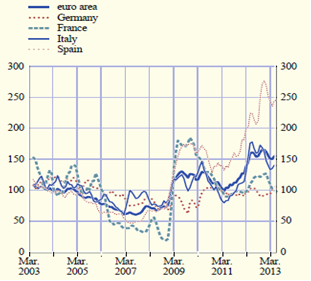 euro area
Germany
France
Italy
Spain
300 300
250 250
200 200
150 150
100 100
50 50
0 0
Mar. Mar. Mar. Mar. Mar. Mar.
2003 2005 2007 2009 2011 2013